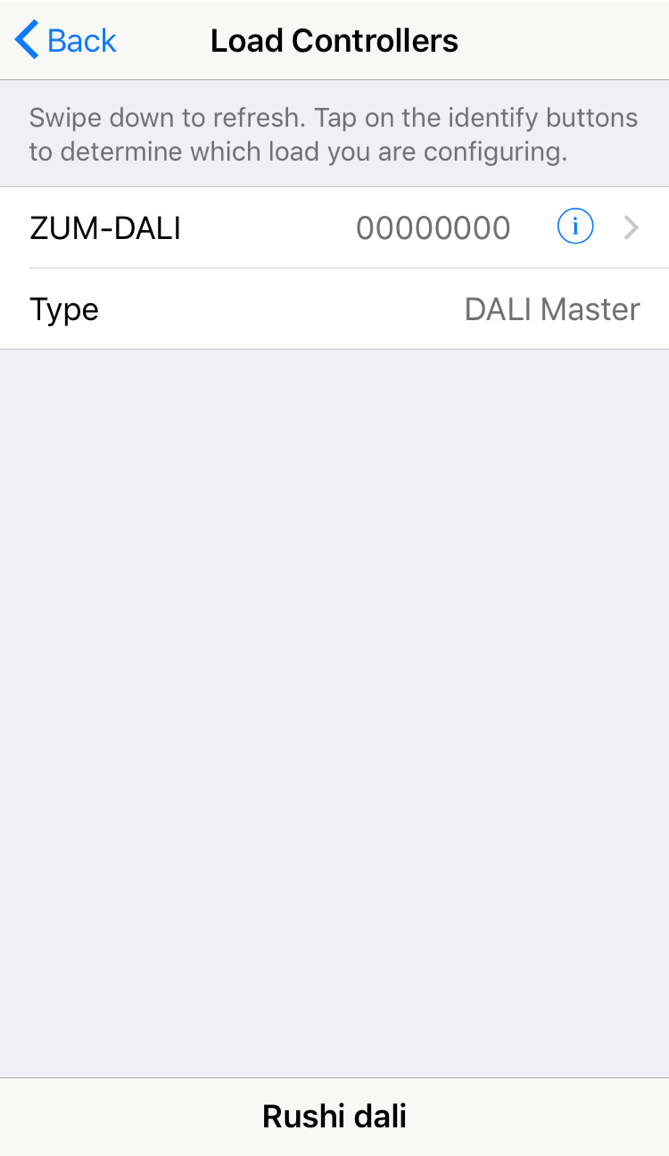 Back
Load Controllers
Swipe down to refresh. Tap on the identify buttons
to determine which load you are configuring.
ZUM-DALI 00000000 i
Type DALI Master
Rushi dali